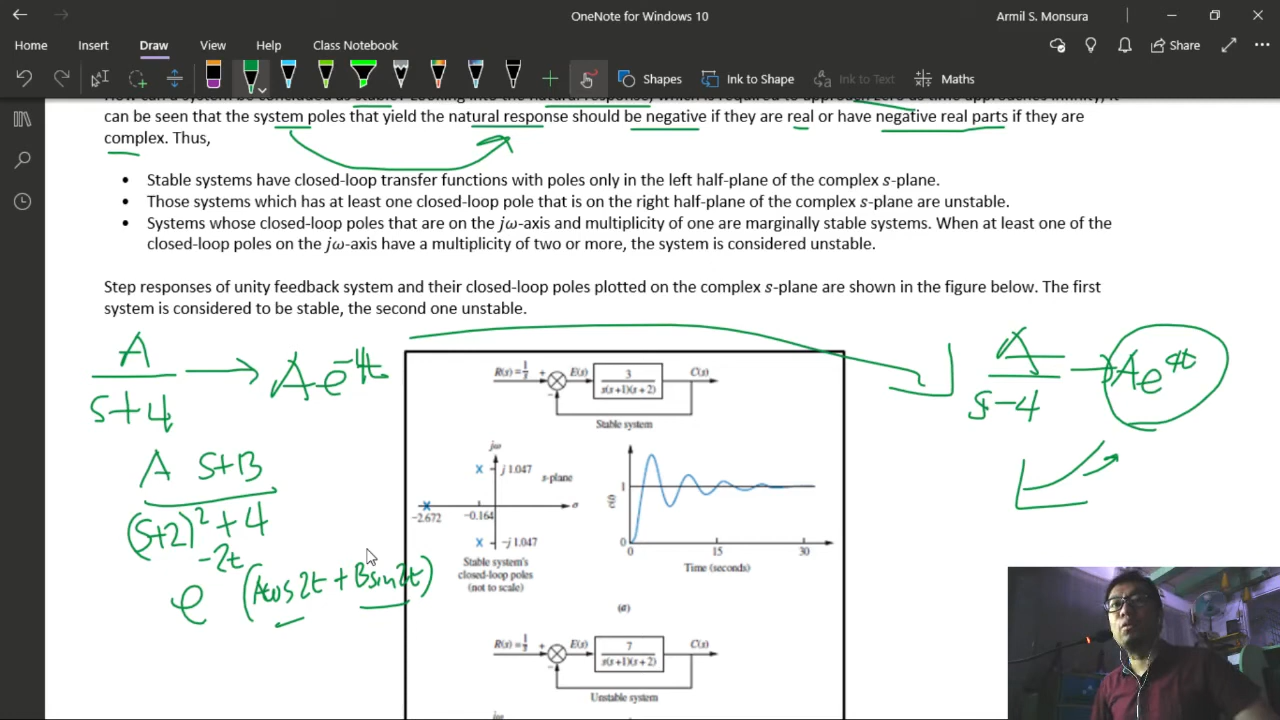 OneNote for Windows 10
Armil S. Monsura
Home Insert Draw View Help Class Notebook
Share
Shapes Ink to Shape Ink to Text Maths
can be seen that the system poles that yield the natural response should be negative if they are real or have negative real parts if they are
complex. Thus,
• Stable systems have closed-loop transfer functions with poles only in the left half-plane of the complex s-plane.
• Those systems which has at least one closed-loop pole that is on the right half-plane of the complex s-plane are unstable.
• Systems whose closed-loop poles that are on the jω-axis and multiplicity of one are marginally stable systems. When at least one of the
closed-loop poles on the jω-axis have a multiplicity of two or more, the system is considered unstable.
Step responses of unity feedback system and their closed-loop poles plotted on the complex s-plane are shown in the figure below. The first
system is considered to be stable, the second one unstable.
A
s+4
→ Ae^-4t
A
s-4
→ Ae^4t
A s+B
(s+2)^2+4
e^-2t (Acos2t + Bsin2t)
R(s) = 1/s + E(s) 3 C(s)
-
s(s+1)(s+2)
Stable system
jω
X j1.047
s-plane
X σ
-2.672 -0.164
X -j1.047
Stable system's
closed-loop poles
(not to scale)
c(t)
1
0
0 15 30
Time (seconds)
(a)
+ E(s) 7 C(s)
-
s(s+1)(s+2)
Unstable system
jω